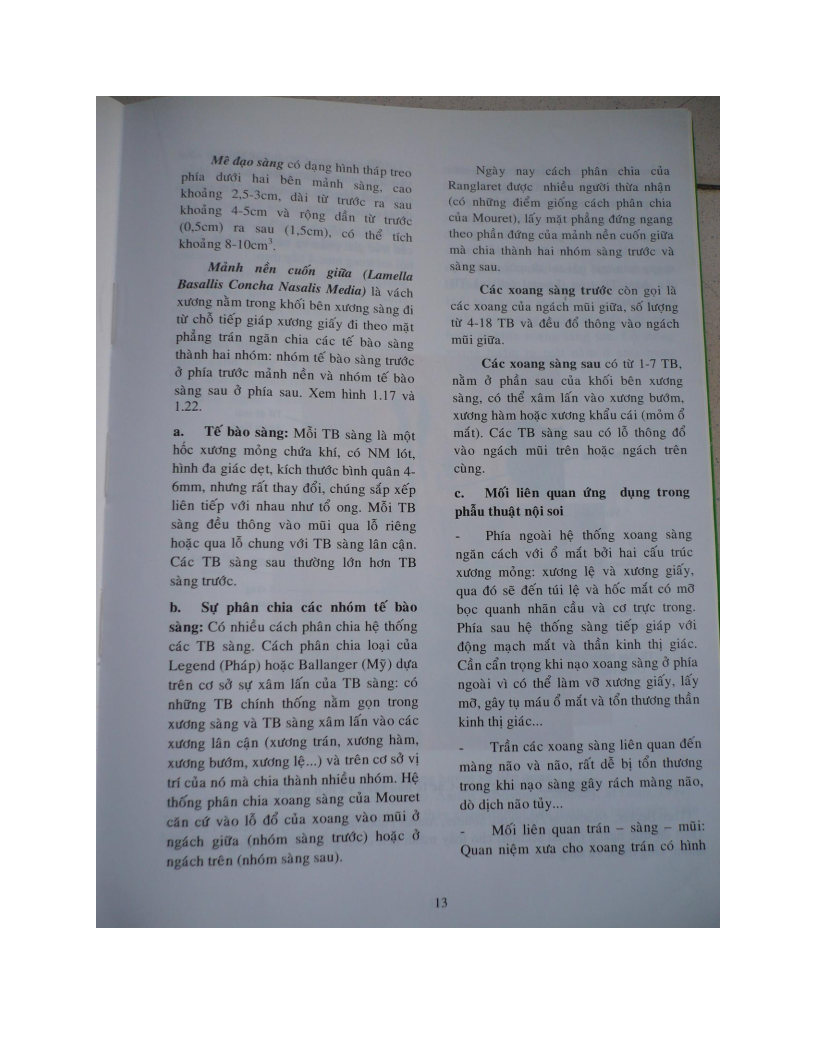 Mê đạo sàng có dạng hình tháp treo
phía dưới hai bên mảnh sàng, cao
khoảng 2,5-3cm, dài từ trước ra sau
khoảng 4-5cm và rộng dần từ trước
(0,5cm) ra sau (1,5cm), có thể tích
khoảng 8-10cm³.
Mảnh nền cuốn giữa (Lamella
Basallis Concha Nasalis Media) là vách
xương nằm trong khối bên xương sàng đi
từ chỗ tiếp giáp xương giấy đi theo mặt
phẳng trán ngăn chia các tế bào sàng
thành hai nhóm: nhóm tế bào sàng trước
ở phía trước mảnh nền và nhóm tế bào
sàng sau ở phía sau. Xem hình 1.17 và
1.22.
a. Tế bào sàng: Mỗi TB sàng là một
hốc xương mỏng chứa khí, có NM lót,
hình đa giác dẹt, kích thước bình quân 4-
6mm, nhưng rất thay đổi, chúng sắp xếp
liên tiếp với nhau như tổ ong. Mỗi TB
sàng đều thông vào mũi qua lỗ riêng
hoặc qua lỗ chung với TB sàng lân cận.
Các TB sàng sau thường lớn hơn TB
sàng trước.
b. Sự phân chia các nhóm tế bào
sàng: Có nhiều cách phân chia hệ thống
các TB sàng. Cách phân chia loại của
Legend (Pháp) hoặc Ballanger (Mỹ) dựa
trên cơ sở sự xâm lấn của TB sàng: có
những TB chính thống nằm gọn trong
xương sàng và TB sàng xâm lấn vào các
xương lân cận (xương trán, xương hàm,
xương bướm, xương lệ...) và trên cơ sở vị
trí của nó mà chia thành nhiều nhóm. Hệ
thống phân chia xoang sàng của Mouret
căn cứ vào lỗ đổ của xoang vào mũi ở
ngách giữa (nhóm sàng trước) hoặc ở
ngách trên (nhóm sàng sau).
Ngày nay cách phân chia của
Ranglaret được nhiều người thừa nhận
(có những điểm giống cách phân chia
của Mouret), lấy mặt phẳng đứng ngang
theo phần đứng của mảnh nền cuốn giữa
mà chia thành hai nhóm sàng trước và
sàng sau.
Các xoang sàng trước còn gọi là
các xoang của ngách mũi giữa, số lượng
từ 4-18 TB và đều đổ thông vào ngách
mũi giữa.
Các xoang sàng sau có từ 1-7 TB,
nằm ở phần sau của khối bên xương
sàng, có thể xâm lấn vào xương bướm,
xương hàm hoặc xương khẩu cái (mỏm ổ
mắt). Các TB sàng sau có lỗ thông đổ
vào ngách mũi trên hoặc ngách trên
cùng.
c. Mối liên quan ứng dụng trong
phẫu thuật nội soi
- Phía ngoài hệ thống xoang sàng
ngăn cách với ổ mắt bởi hai cấu trúc
xương mỏng: xương lệ và xương giấy,
qua đó sẽ đến túi lệ và hốc mắt có mỡ
bọc quanh nhãn cầu và cơ trực trong.
Phía sau hệ thống sàng tiếp giáp với
động mạch mắt và thần kinh thị giác.
Cần cẩn trọng khi nạo xoang sàng ở phía
ngoài vì có thể làm vỡ xương giấy, lấy
mỡ, gây tụ máu ổ mắt và tổn thương thần
kinh thị giác...
- Trần các xoang sàng liên quan đến
màng não và não, rất dễ bị tổn thương
trong khi nạo sàng gây rách màng não,
dò dịch não tủy...
- Mối liên quan trán – sàng – mũi:
Quan niệm xưa cho xoang trán có hình
13